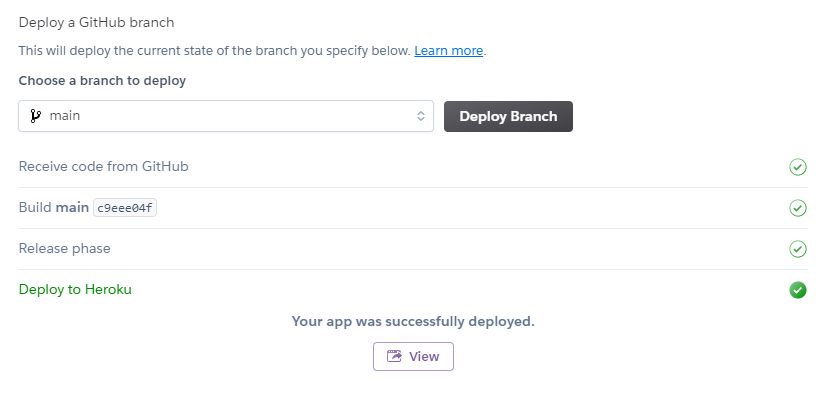 Deploy a GitHub branch
This will deploy the current state of the branch you specify below. Learn more.
Choose a branch to deploy
main
Deploy Branch
Receive code from GitHub
Build main c9eee04f
Release phase
Deploy to Heroku
Your app was successfully deployed.
View